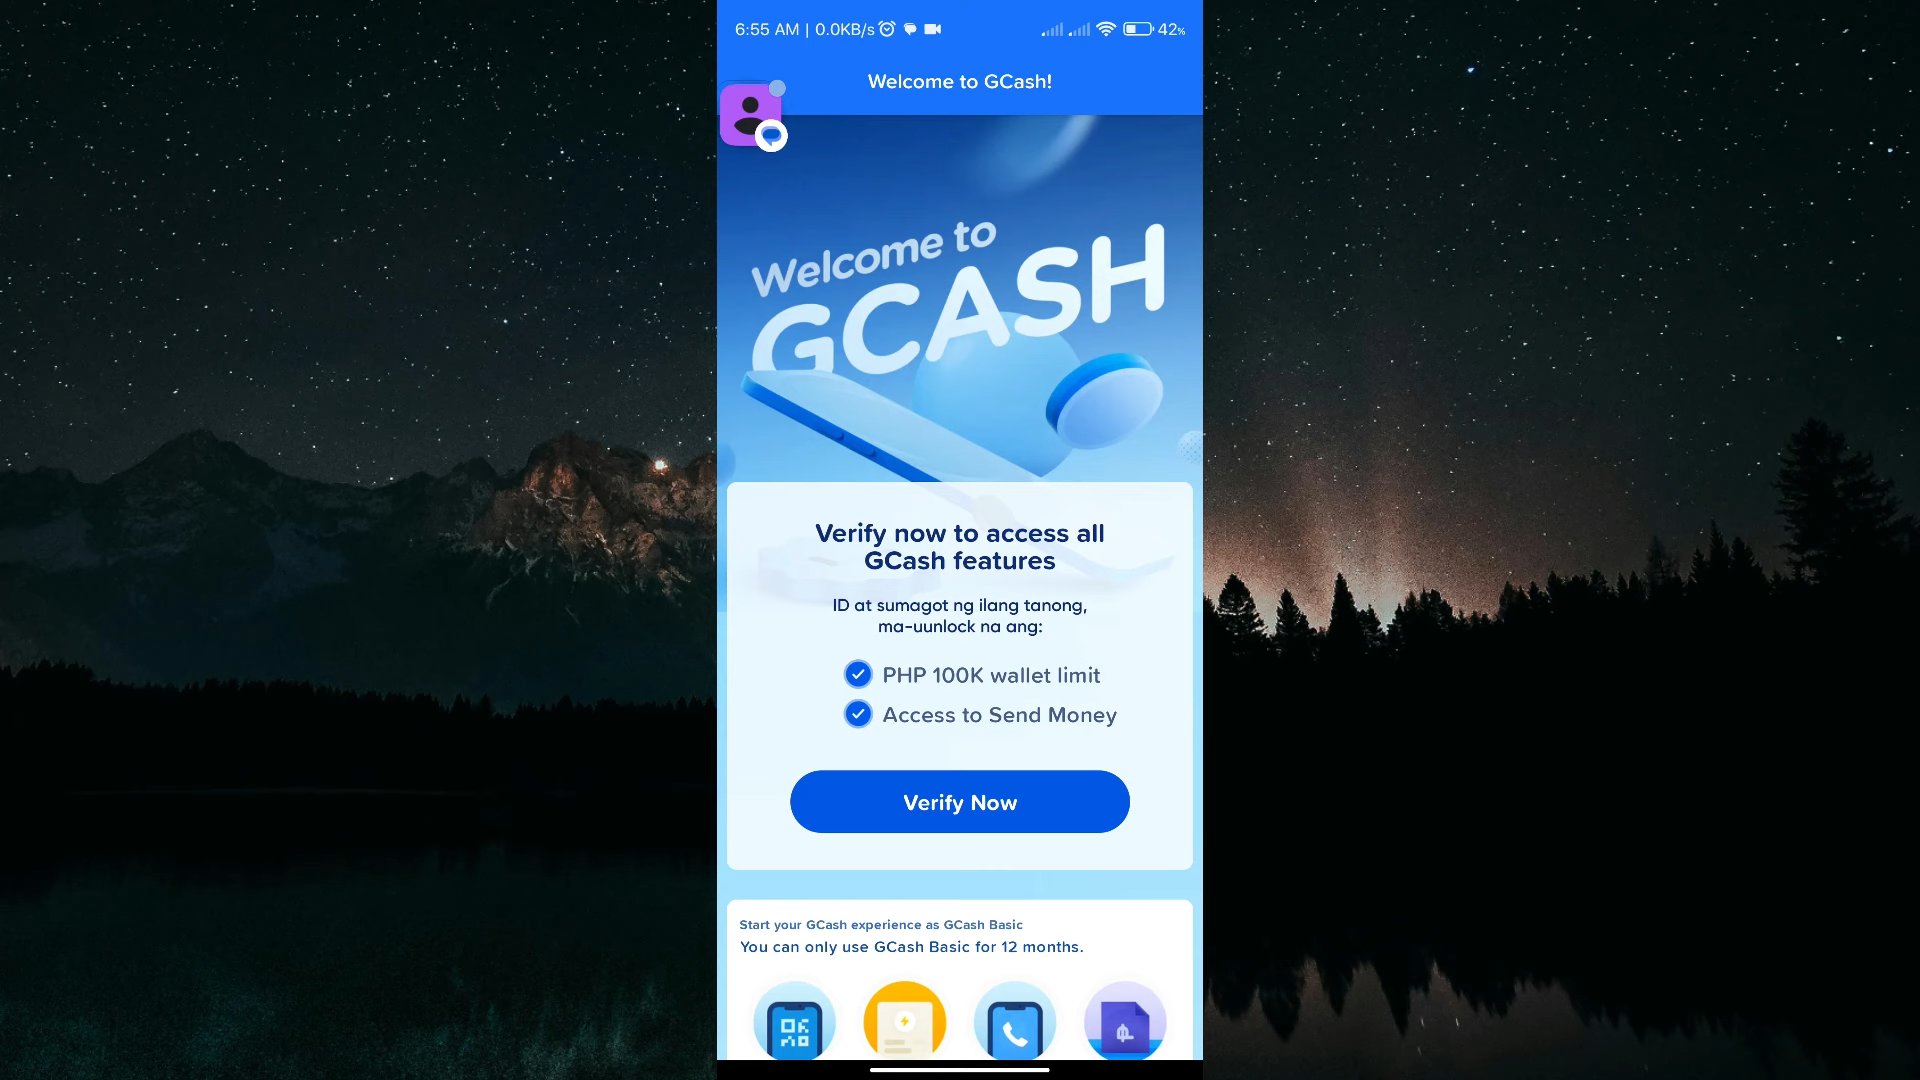 6:55 AM | 0.0KB/s 42%
Welcome to GCash!
Welcome to
GCASH
Verify now to access all
GCash features
ID at sumagot ng ilang tanong,
ma-uunlock na ang:
PHP 100K wallet limit
Access to Send Money
Verify Now
Start your GCash experience as GCash Basic
You can only use GCash Basic for 12 months.